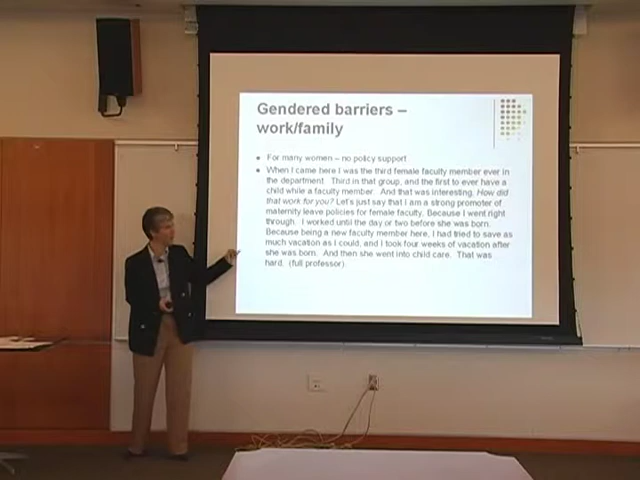 Gendered barriers –
work/family
For many women – no policy support
When I came here I was the third female faculty member ever in
the department. Third in that group, and the first to ever have a
child while a faculty member. And that was interesting. How did
that work for you? Let's just say that I am a strong promoter of
maternity leave policies for female faculty. Because I went right
through. I worked until the day or two before she was born.
Because being a new faculty member here, I had tried to save as
much vacation as I could, and I took four weeks of vacation after
she was born. And then she went into child care. That was
hard. (full professor)